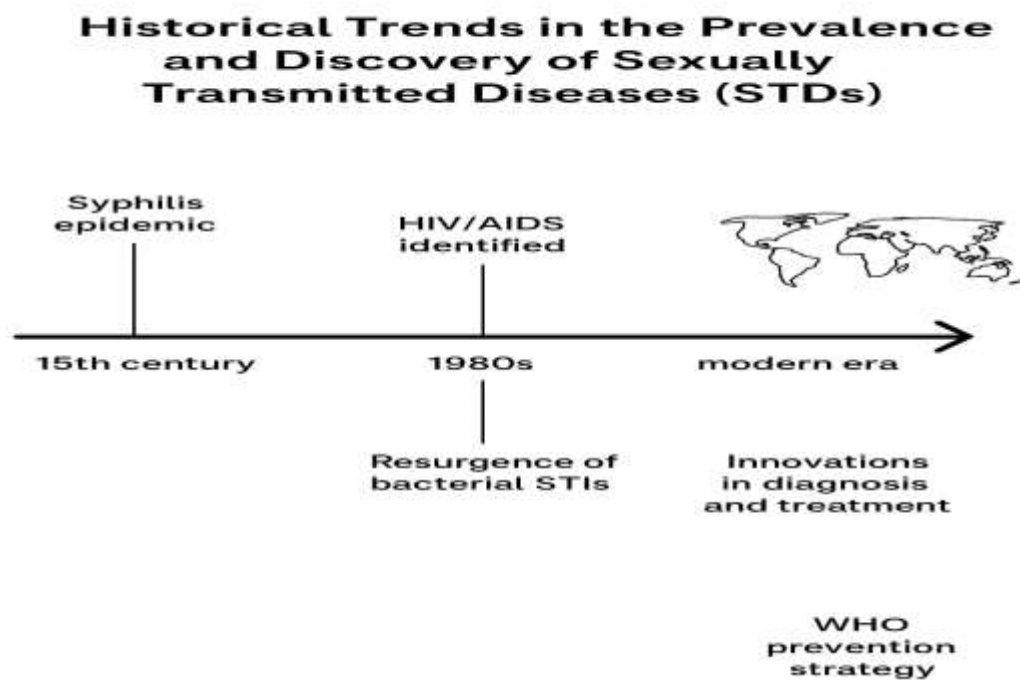 Historical Trends in the Prevalence
and Discovery of Sexually
Transmitted Diseases (STDs)
Syphilis
epidemic
HIV/AIDS
identified
15th century
1980s
modern era
Resurgence of
bacterial STIs
Innovations
in diagnosis
and treatment
WHO
prevention
strategy